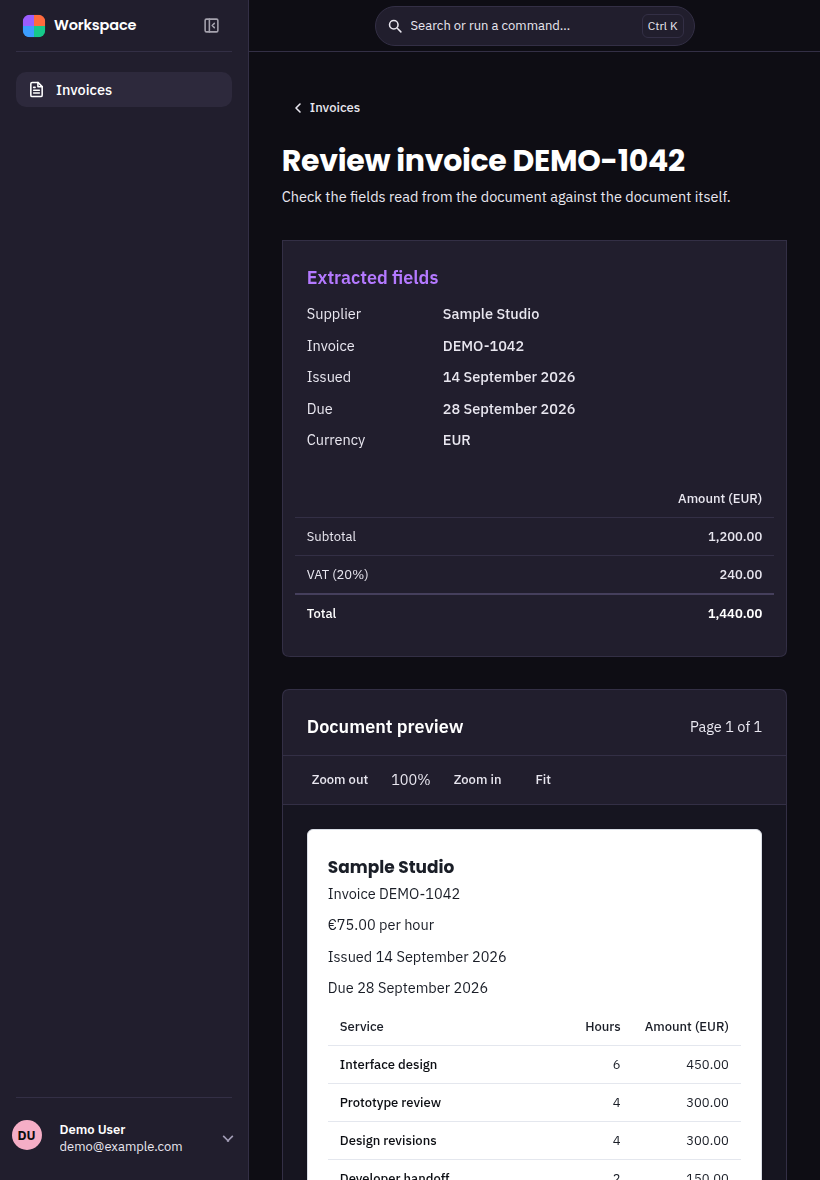 Workspace
Search or run a command...
Ctrl K
Invoices
Invoices
Review invoice DEMO-1042
Check the fields read from the document against the document itself.
Extracted fields
Supplier Sample Studio
Invoice DEMO-1042
Issued 14 September 2026
Due 28 September 2026
Currency EUR
Amount (EUR)
Subtotal 1,200.00
VAT (20%) 240.00
Total 1,440.00
Document preview Page 1 of 1
Zoom out 100% Zoom in Fit
Sample Studio
Invoice DEMO-1042
€75.00 per hour
Issued 14 September 2026
Due 28 September 2026
Service Hours Amount (EUR)
Interface design 6 450.00
Prototype review 4 300.00
Design revisions 4 300.00
Developer handoff 2 150.00
DU
Demo User
demo@example.com